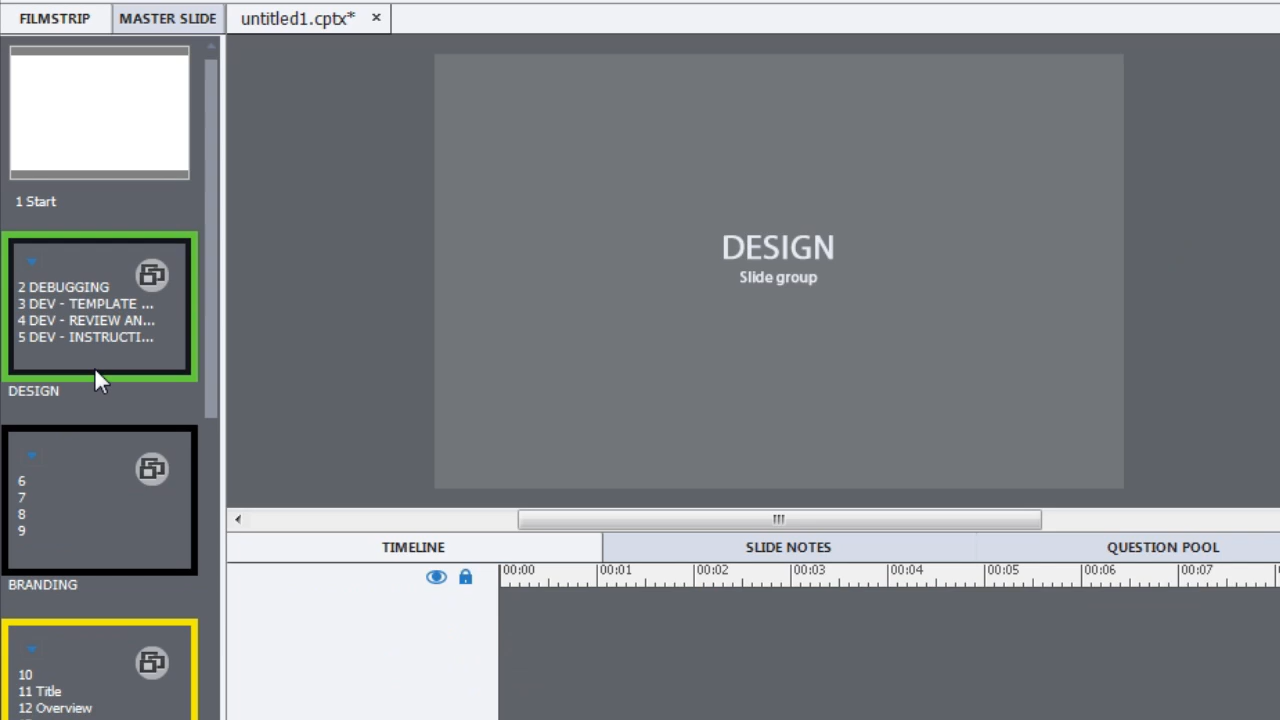 FILMSTRIP
MASTER SLIDE
untitled1.cptx*
1 Start
2 DEBUGGING
3 DEV - TEMPLATE ...
4 DEV - REVIEW AN...
5 DEV - INSTRUCTI...
DESIGN
6
7
8
9
BRANDING
10
11 Title
12 Overview
DESIGN
Slide group
TIMELINE
SLIDE NOTES
QUESTION POOL
00:00 00:01 00:02 00:03 00:04 00:05 00:06 00:07